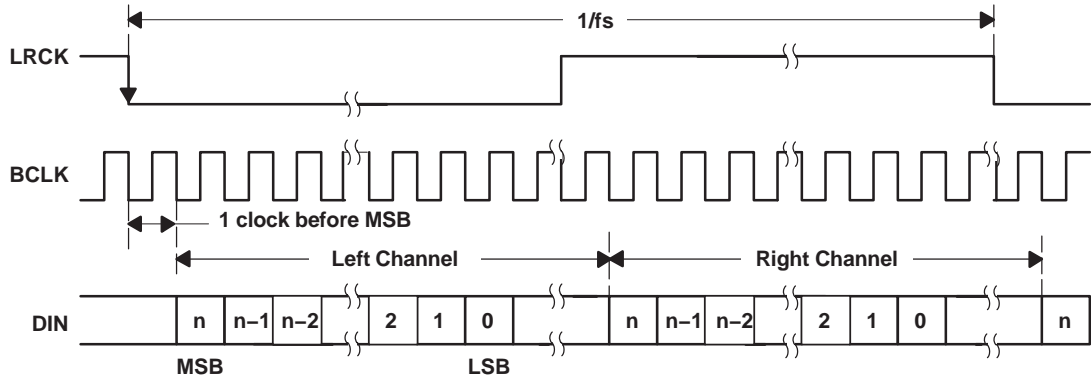 1/fs
LRCK
BCLK
1 clock before MSB
Left Channel
Right Channel
DIN
n n−1 n−2 2 1 0 n n−1 n−2 2 1 0 n
MSB LSB